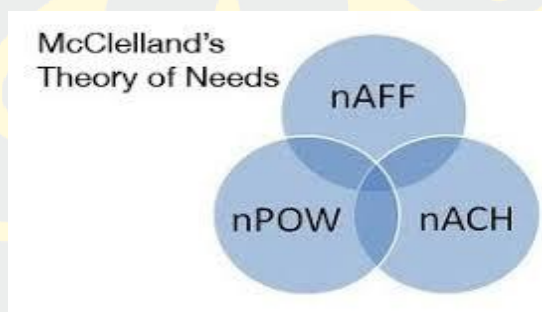 McClelland's
Theory of Needs
nAFF
nPOW
nACH